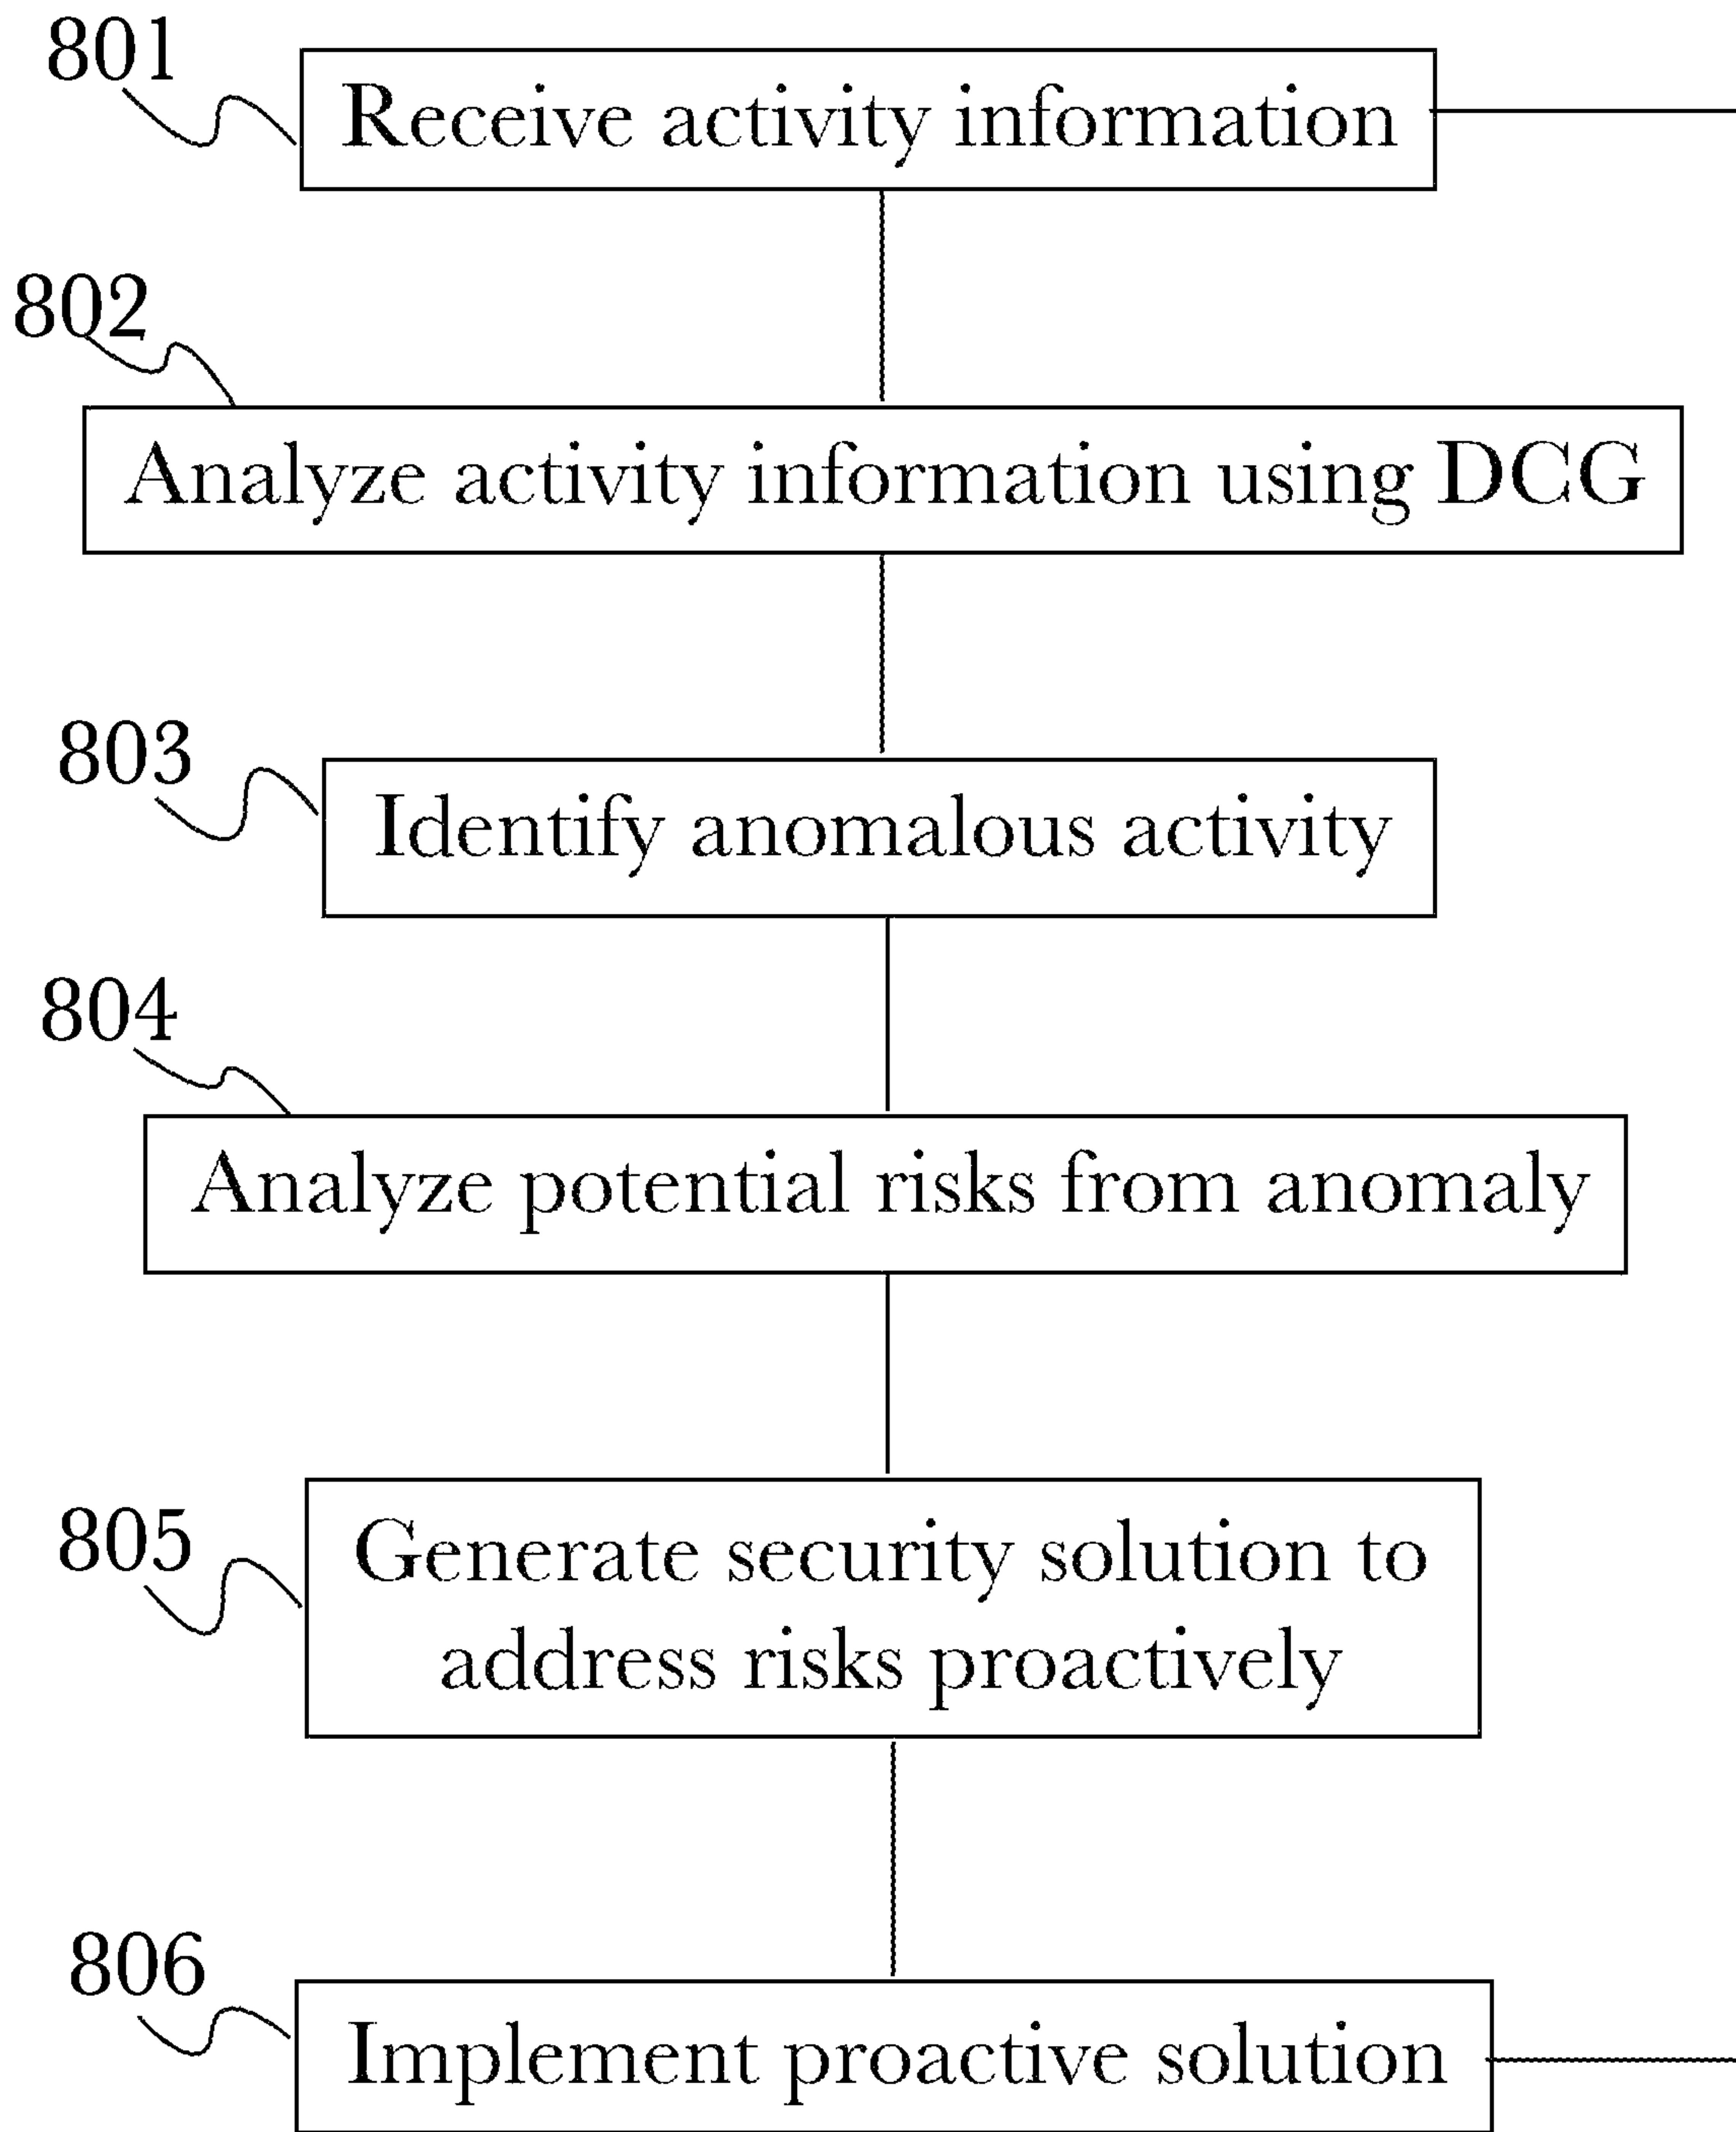 801
Receive activity information
802
Analyze activity information using DCG
803
Identify anomalous activity
804
Analyze potential risks from anomaly
805
Generate security solution to
address risks proactively
806
Implement proactive solution